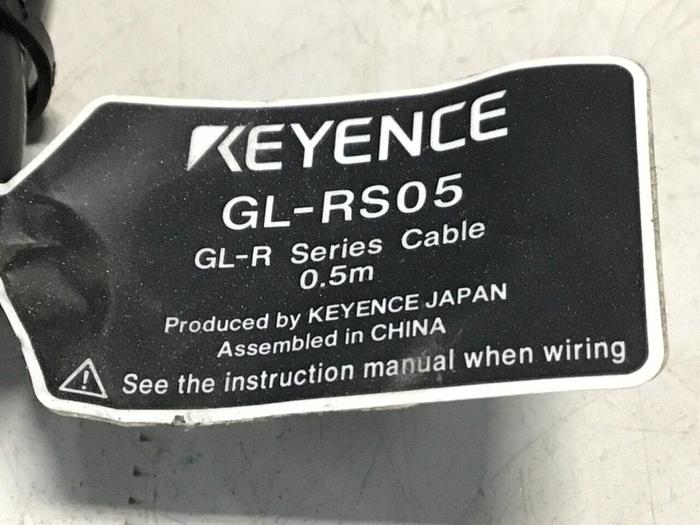 KEYENCE
GL-RS05
GL-R Series Cable
0.5m
Produced by KEYENCE JAPAN
Assembled in CHINA
See the instruction manual when wiring